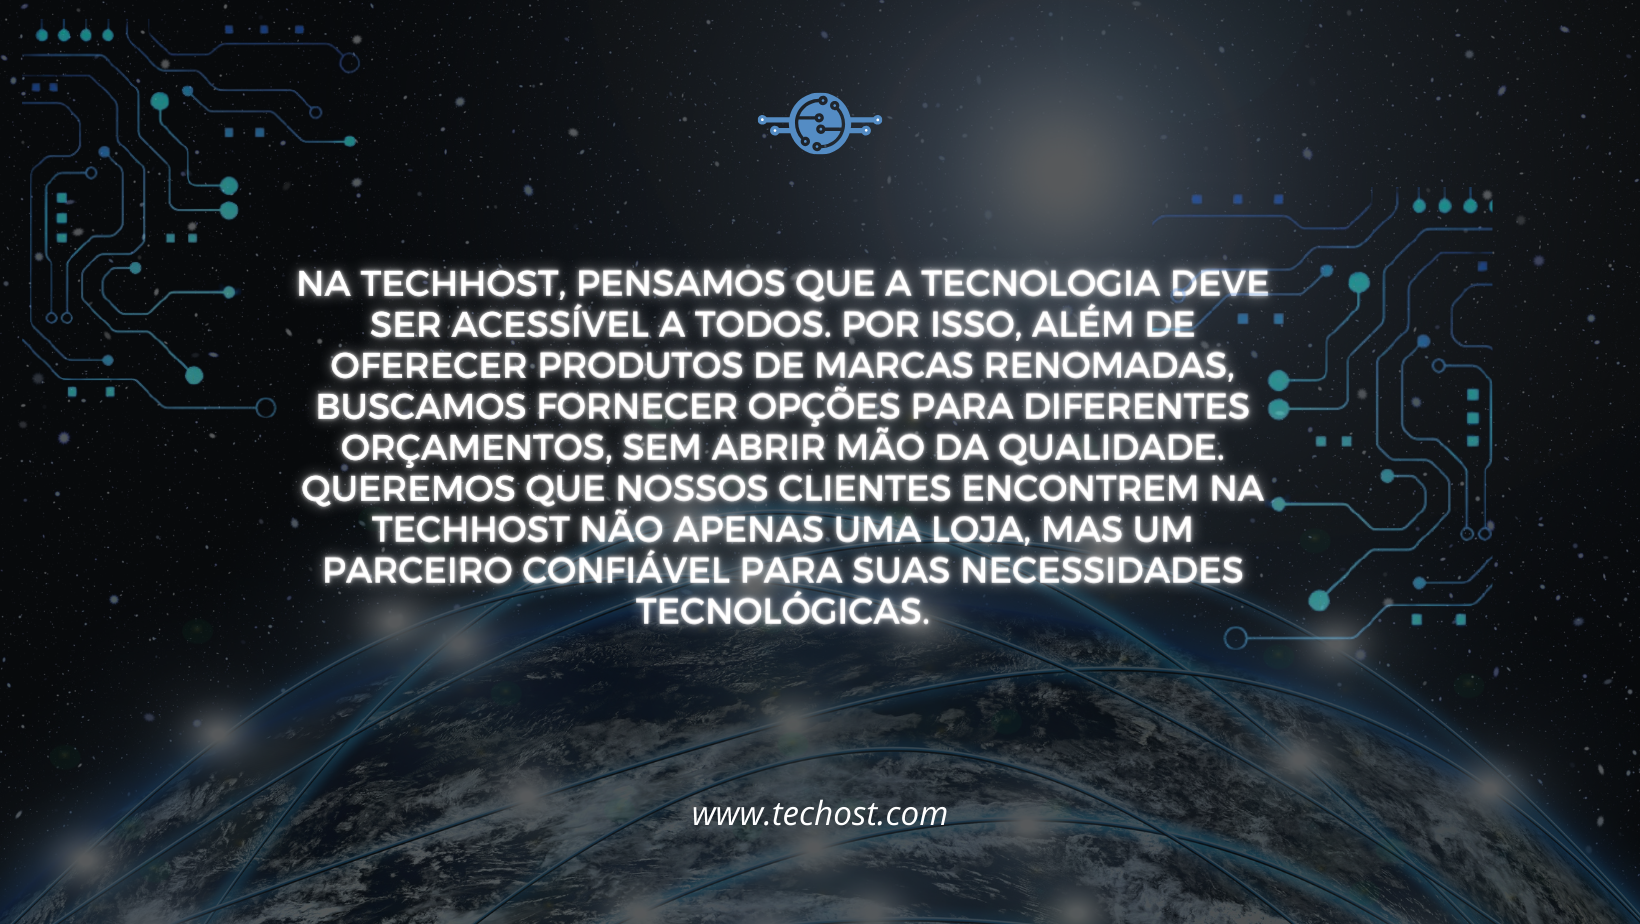 NA TECHHOST, PENSAMOS QUE A TECNOLOGIA DEVE
SER ACESSÍVEL A TODOS. POR ISSO, ALÉM DE
OFERECER PRODUTOS DE MARCAS RENOMADAS,
BUSCAMOS FORNECER OPÇÕES PARA DIFERENTES
ORÇAMENTOS, SEM ABRIR MÃO DA QUALIDADE.
QUEREMOS QUE NOSSOS CLIENTES ENCONTREM NA
TECHHOST NÃO APENAS UMA LOJA, MAS UM
PARCEIRO CONFIÁVEL PARA SUAS NECESSIDADES
TECNOLÓGICAS.
www.techost.com